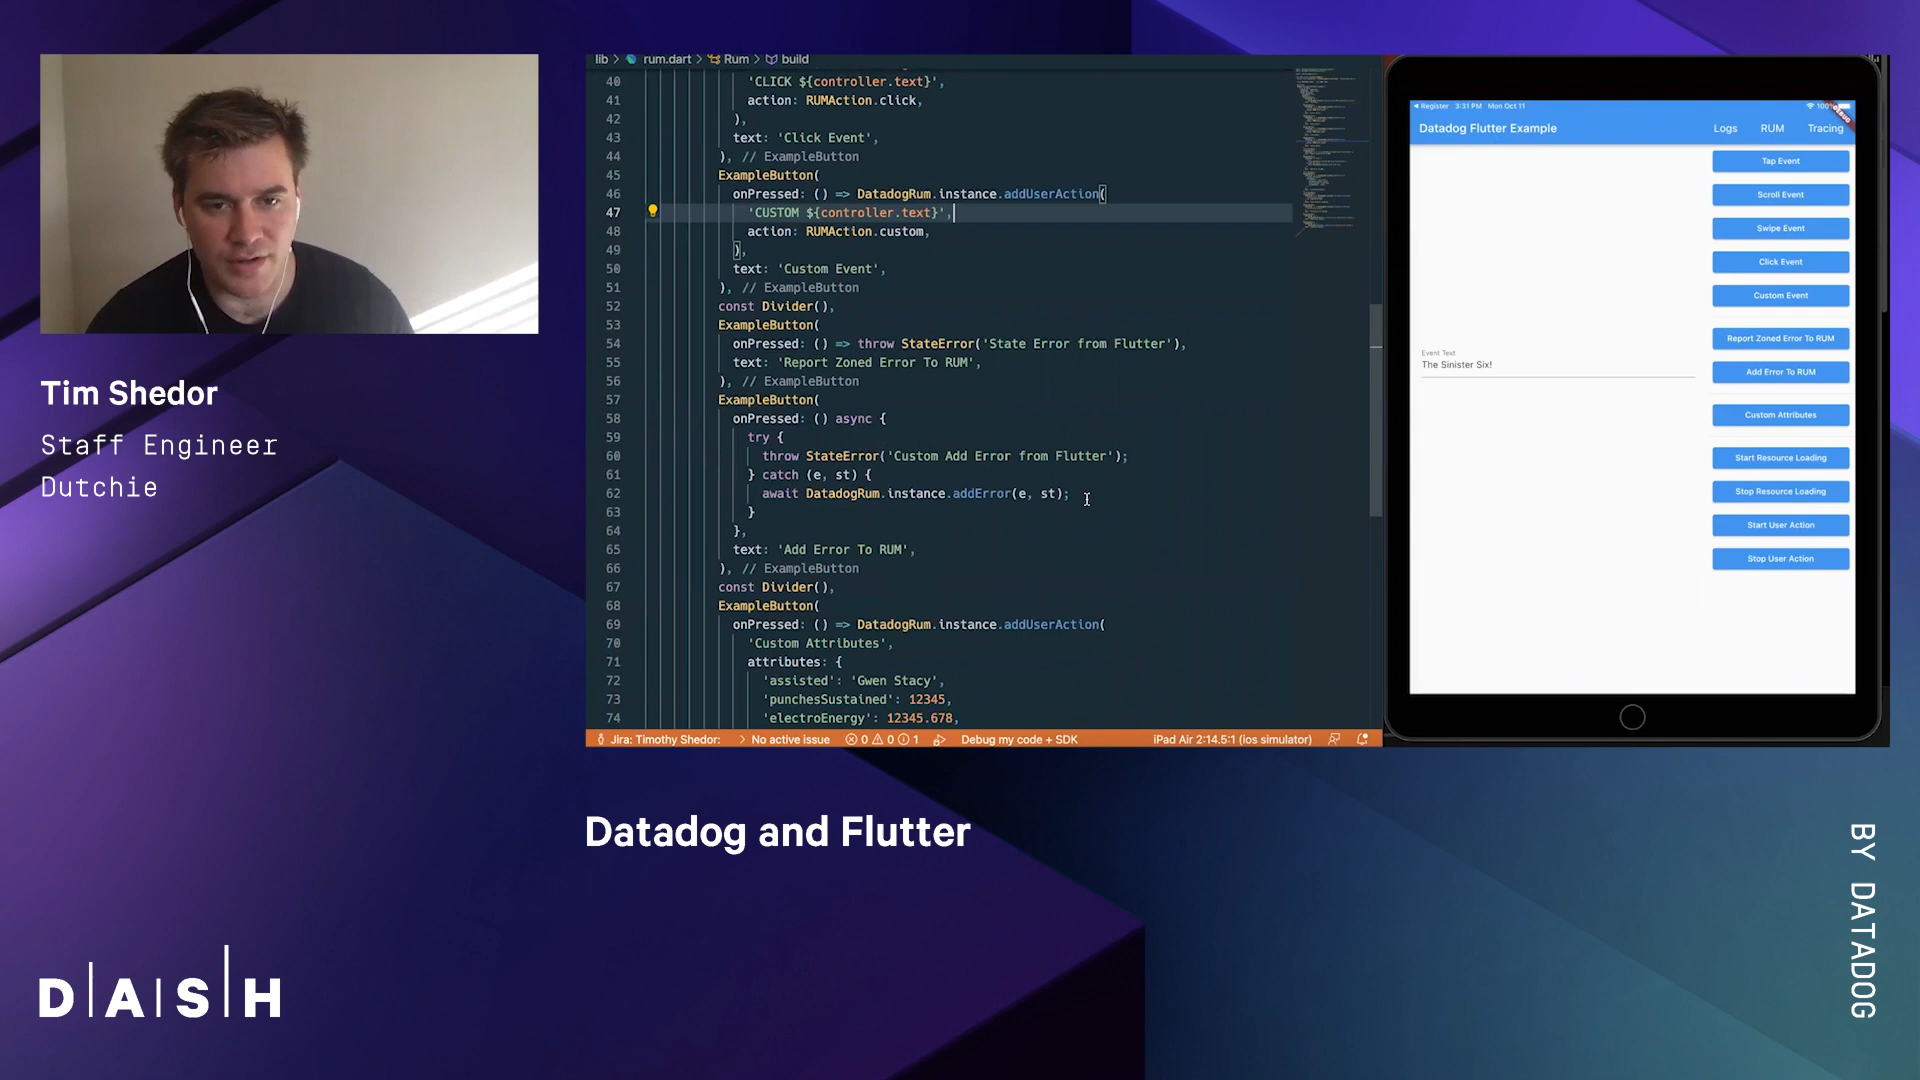 Tim Shedor
Staff Engineer
Dutchie
lib > rum.dart > Rum > build
40 'CLICK ${controller.text}',
41 action: RUMAction.click,
42 ),
43 text: 'Click Event',
44 ), // ExampleButton
45 ExampleButton(
46 onPressed: () => DatadogRum.instance.addUserAction(
47 'CUSTOM ${controller.text}',
48 action: RUMAction.custom,
49 ),
50 text: 'Custom Event',
51 ), // ExampleButton
52 const Divider(),
53 ExampleButton(
54 onPressed: () => throw StateError('State Error from Flutter'),
55 text: 'Report Zoned Error To RUM',
56 ), // ExampleButton
57 ExampleButton(
58 onPressed: () async {
59 try {
60 throw StateError('Custom Add Error from Flutter');
61 } catch (e, st) {
62 await DatadogRum.instance.addError(e, st);
63 }
64 },
65 text: 'Add Error To RUM',
66 ), // ExampleButton
67 const Divider(),
68 ExampleButton(
69 onPressed: () => DatadogRum.instance.addUserAction(
70 'Custom Attributes',
71 attributes: {
72 'assisted': 'Gwen Stacy',
73 'punchesSustained': 12345,
74 'electroEnergy': 12345.678,
Jira: Timothy Shedor: > No active issue 0 0 1 Debug my code + SDK iPad Air 2:14.5:1 (ios simulator)
Register 3:31 PM Mon Oct 11 100%
DEBUG
Datadog Flutter Example Logs RUM Tracing
Tap Event
Scroll Event
Swipe Event
Click Event
Custom Event
Report Zoned Error To RUM
Event Text
The Sinister Six!
Add Error To RUM
Custom Attributes
Start Resource Loading
Stop Resource Loading
Start User Action
Stop User Action
Datadog and Flutter
DASH
BY DATADOG